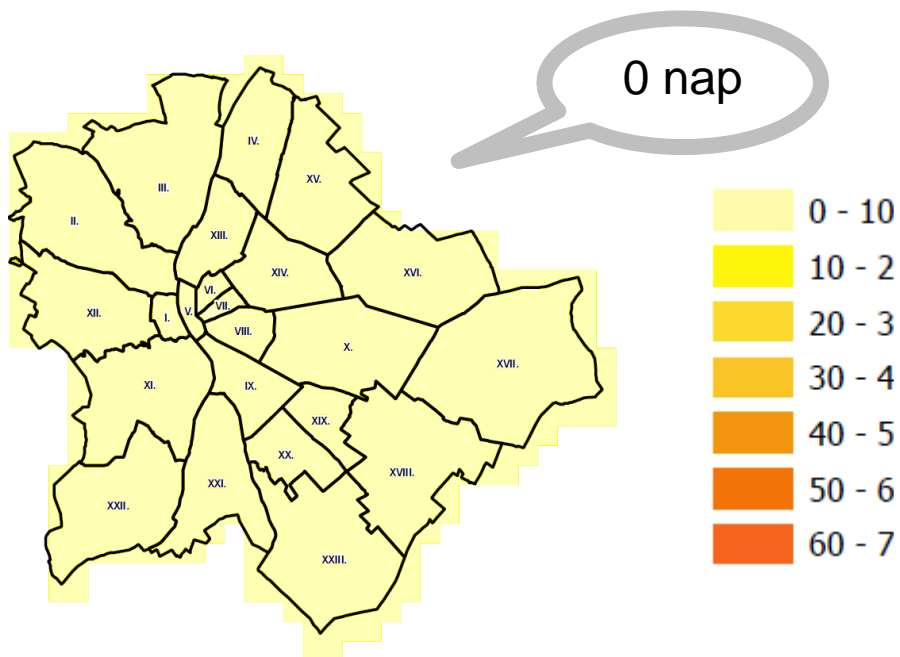 0 nap
IV.
XV.
III.
II.
XIII.
XIV.
XVI.
VI.
XII.
I.
V.
VII.
VIII.
X.
XVII.
XI.
IX.
XIX.
XX.
XVIII.
XXI.
XXII.
XXIII.
0 - 10
10 - 2
20 - 3
30 - 4
40 - 5
50 - 6
60 - 7